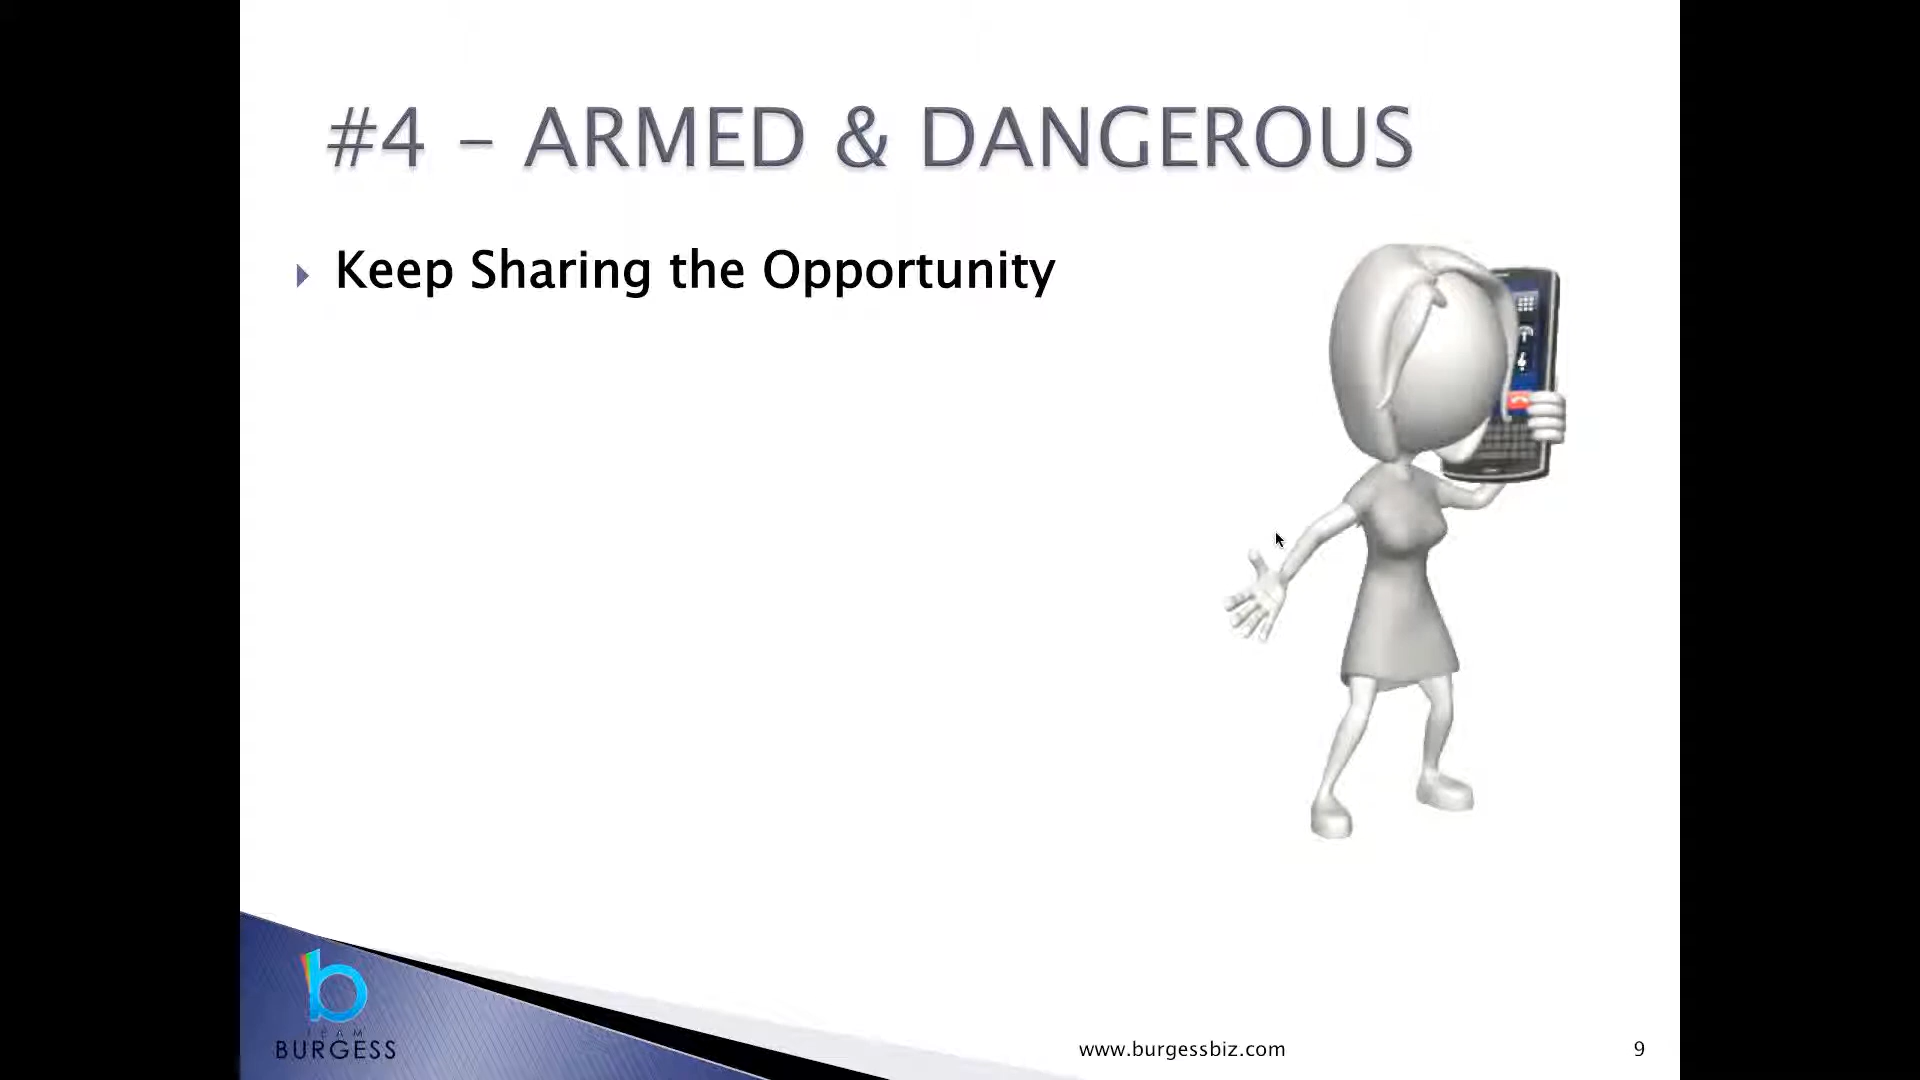 #4 – ARMED & DANGEROUS
Keep Sharing the Opportunity
TEAM
BURGESS
www.burgessbiz.com
9